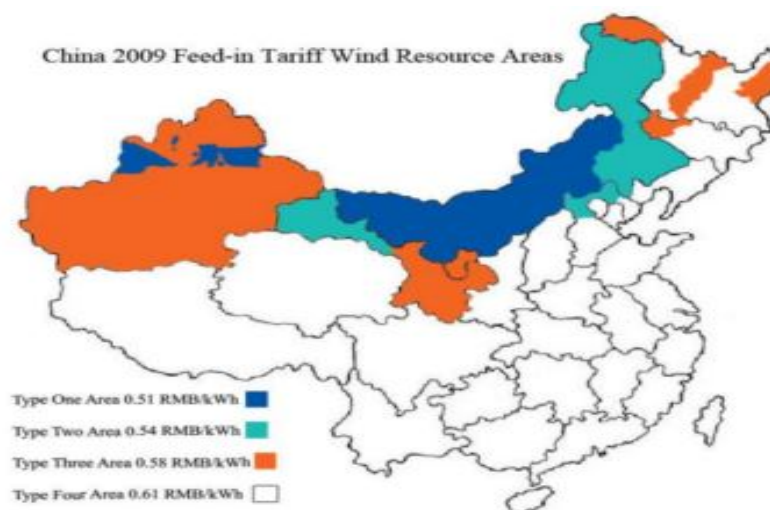 China 2009 Feed-in Tariff Wind Resource Areas
Type One Area 0.51 RMB/kWh
Type Two Area 0.54 RMB/kWh
Type Three Area 0.58 RMB/kWh
Type Four Area 0.61 RMB/kWh